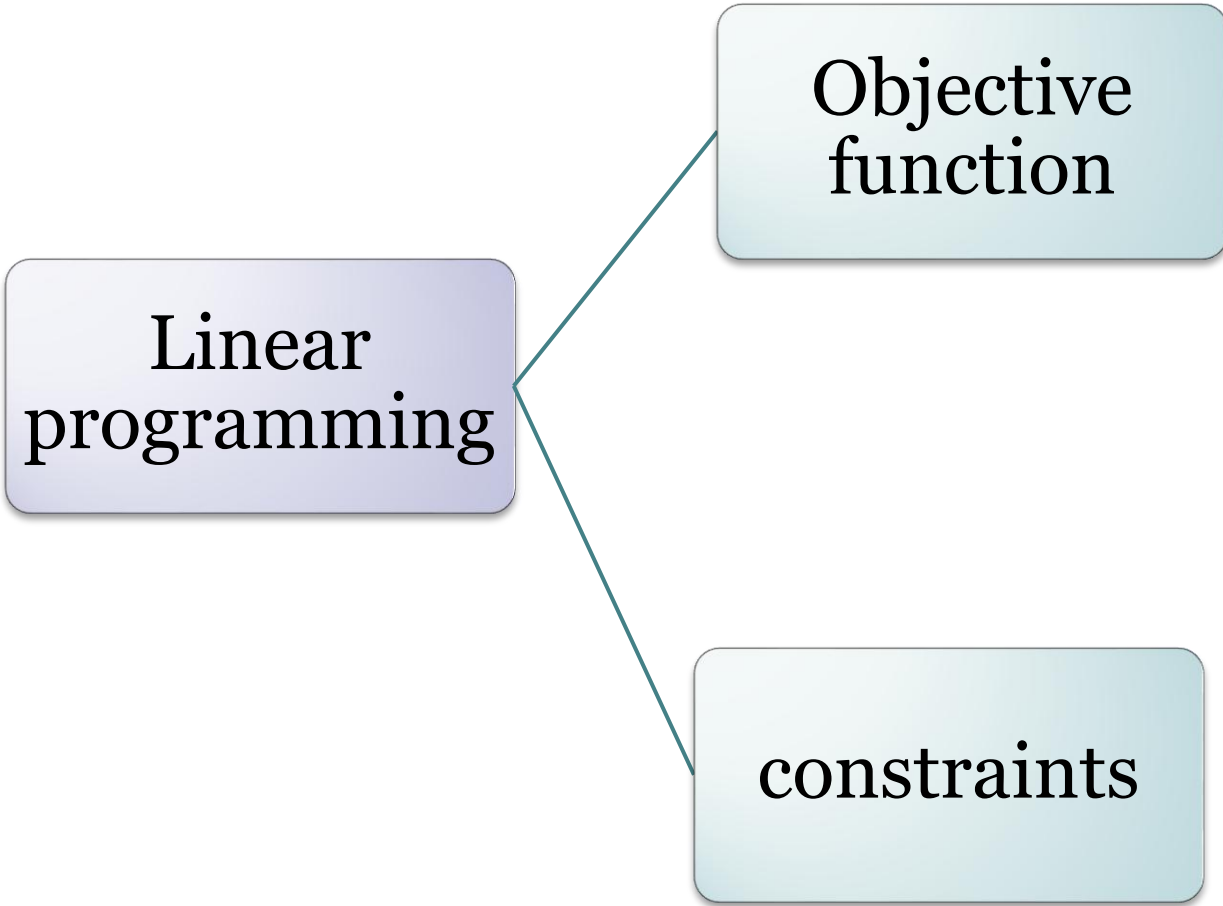 Objective
function
Linear
programming
constraints